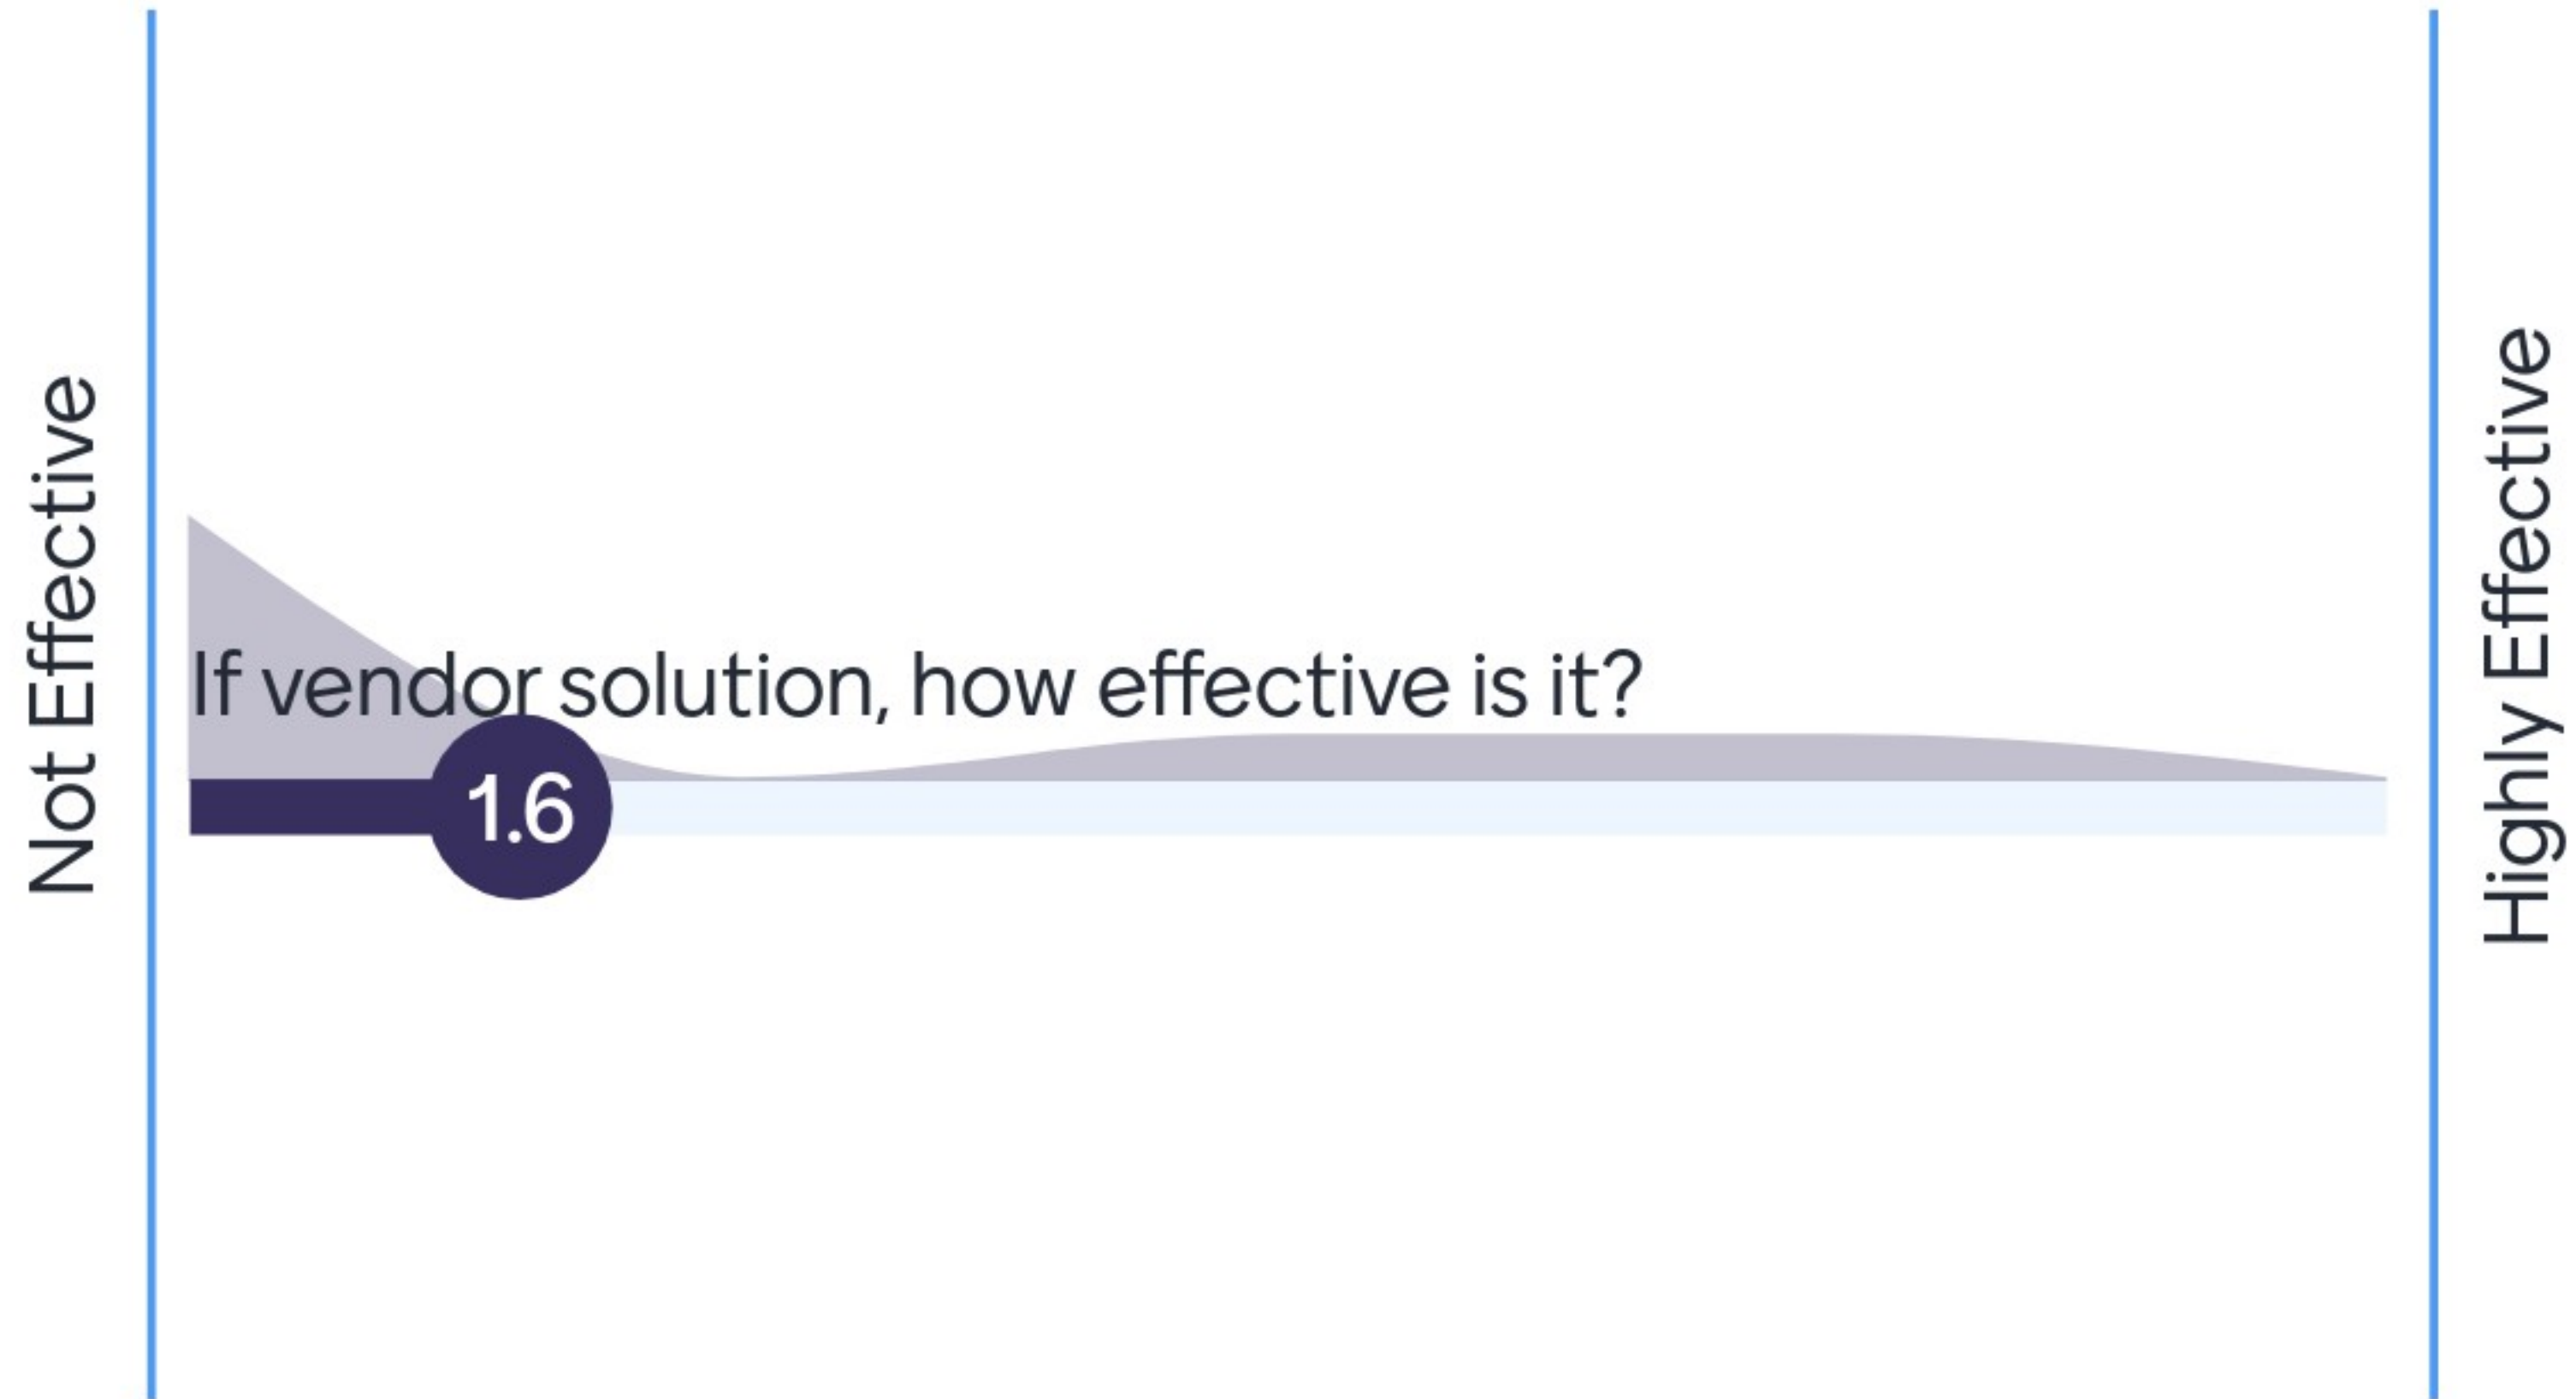 Not Effective
If vendor solution, how effective is it?
1.6
Highly Effective